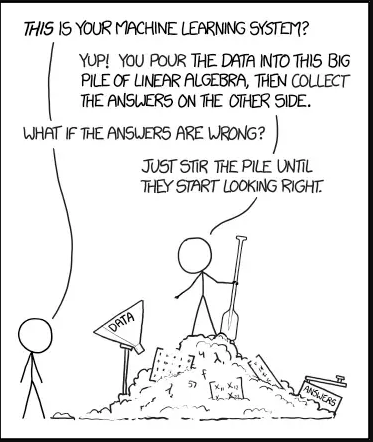 THIS IS YOUR MACHINE LEARNING SYSTEM?
YUP! YOU POUR THE DATA INTO THIS BIG
PILE OF LINEAR ALGEBRA, THEN COLLECT
THE ANSWERS ON THE OTHER SIDE.
WHAT IF THE ANSWERS ARE WRONG?
JUST STIR THE PILE UNTIL
THEY START LOOKING RIGHT.
DATA
ANSWERS